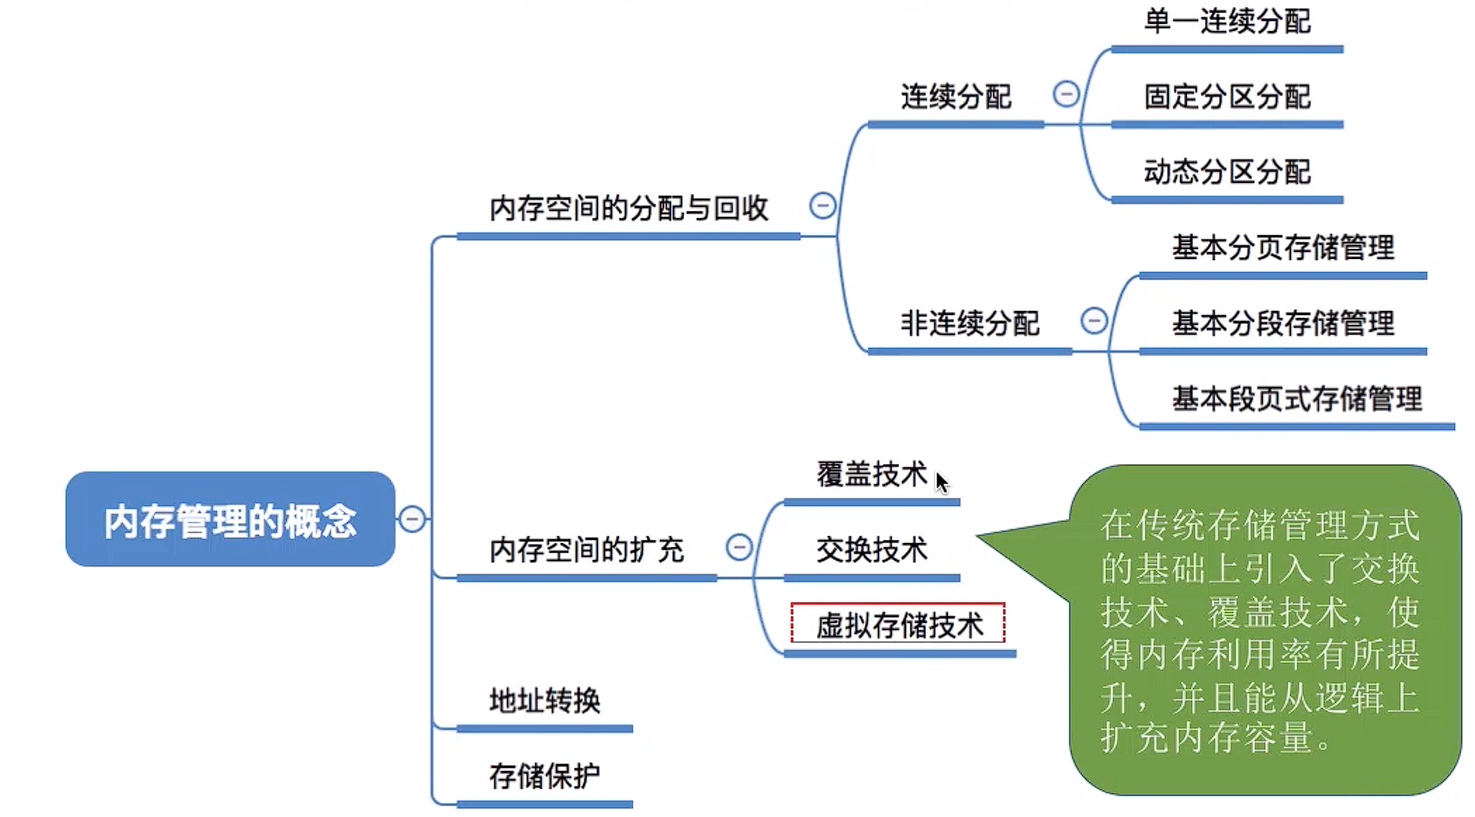 单一连续分配
连续分配
固定分区分配
动态分区分配
内存空间的分配与回收
基本分页存储管理
非连续分配
基本分段存储管理
基本段页式存储管理
覆盖技术
内存管理的概念
内存空间的扩充
交换技术
虚拟存储技术
在传统存储管理方式
的基础上引入了交换
技术、覆盖技术，使
得内存利用率有所提
升，并且能从逻辑上
扩充内存容量。
地址转换
存储保护